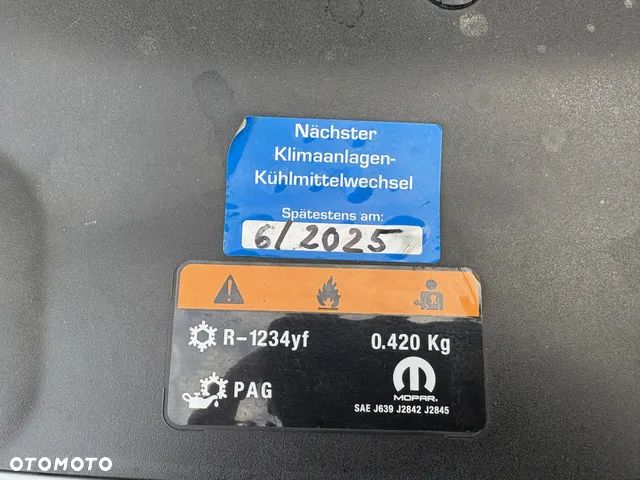 Nächster
Klimaanlagen-
Kühlmittelwechsel
Spätestens am:
6/2025
R-1234yf 0.420 Kg
PAG
MOPAR
SAE J639 J2842 J2845
OTOMOTO